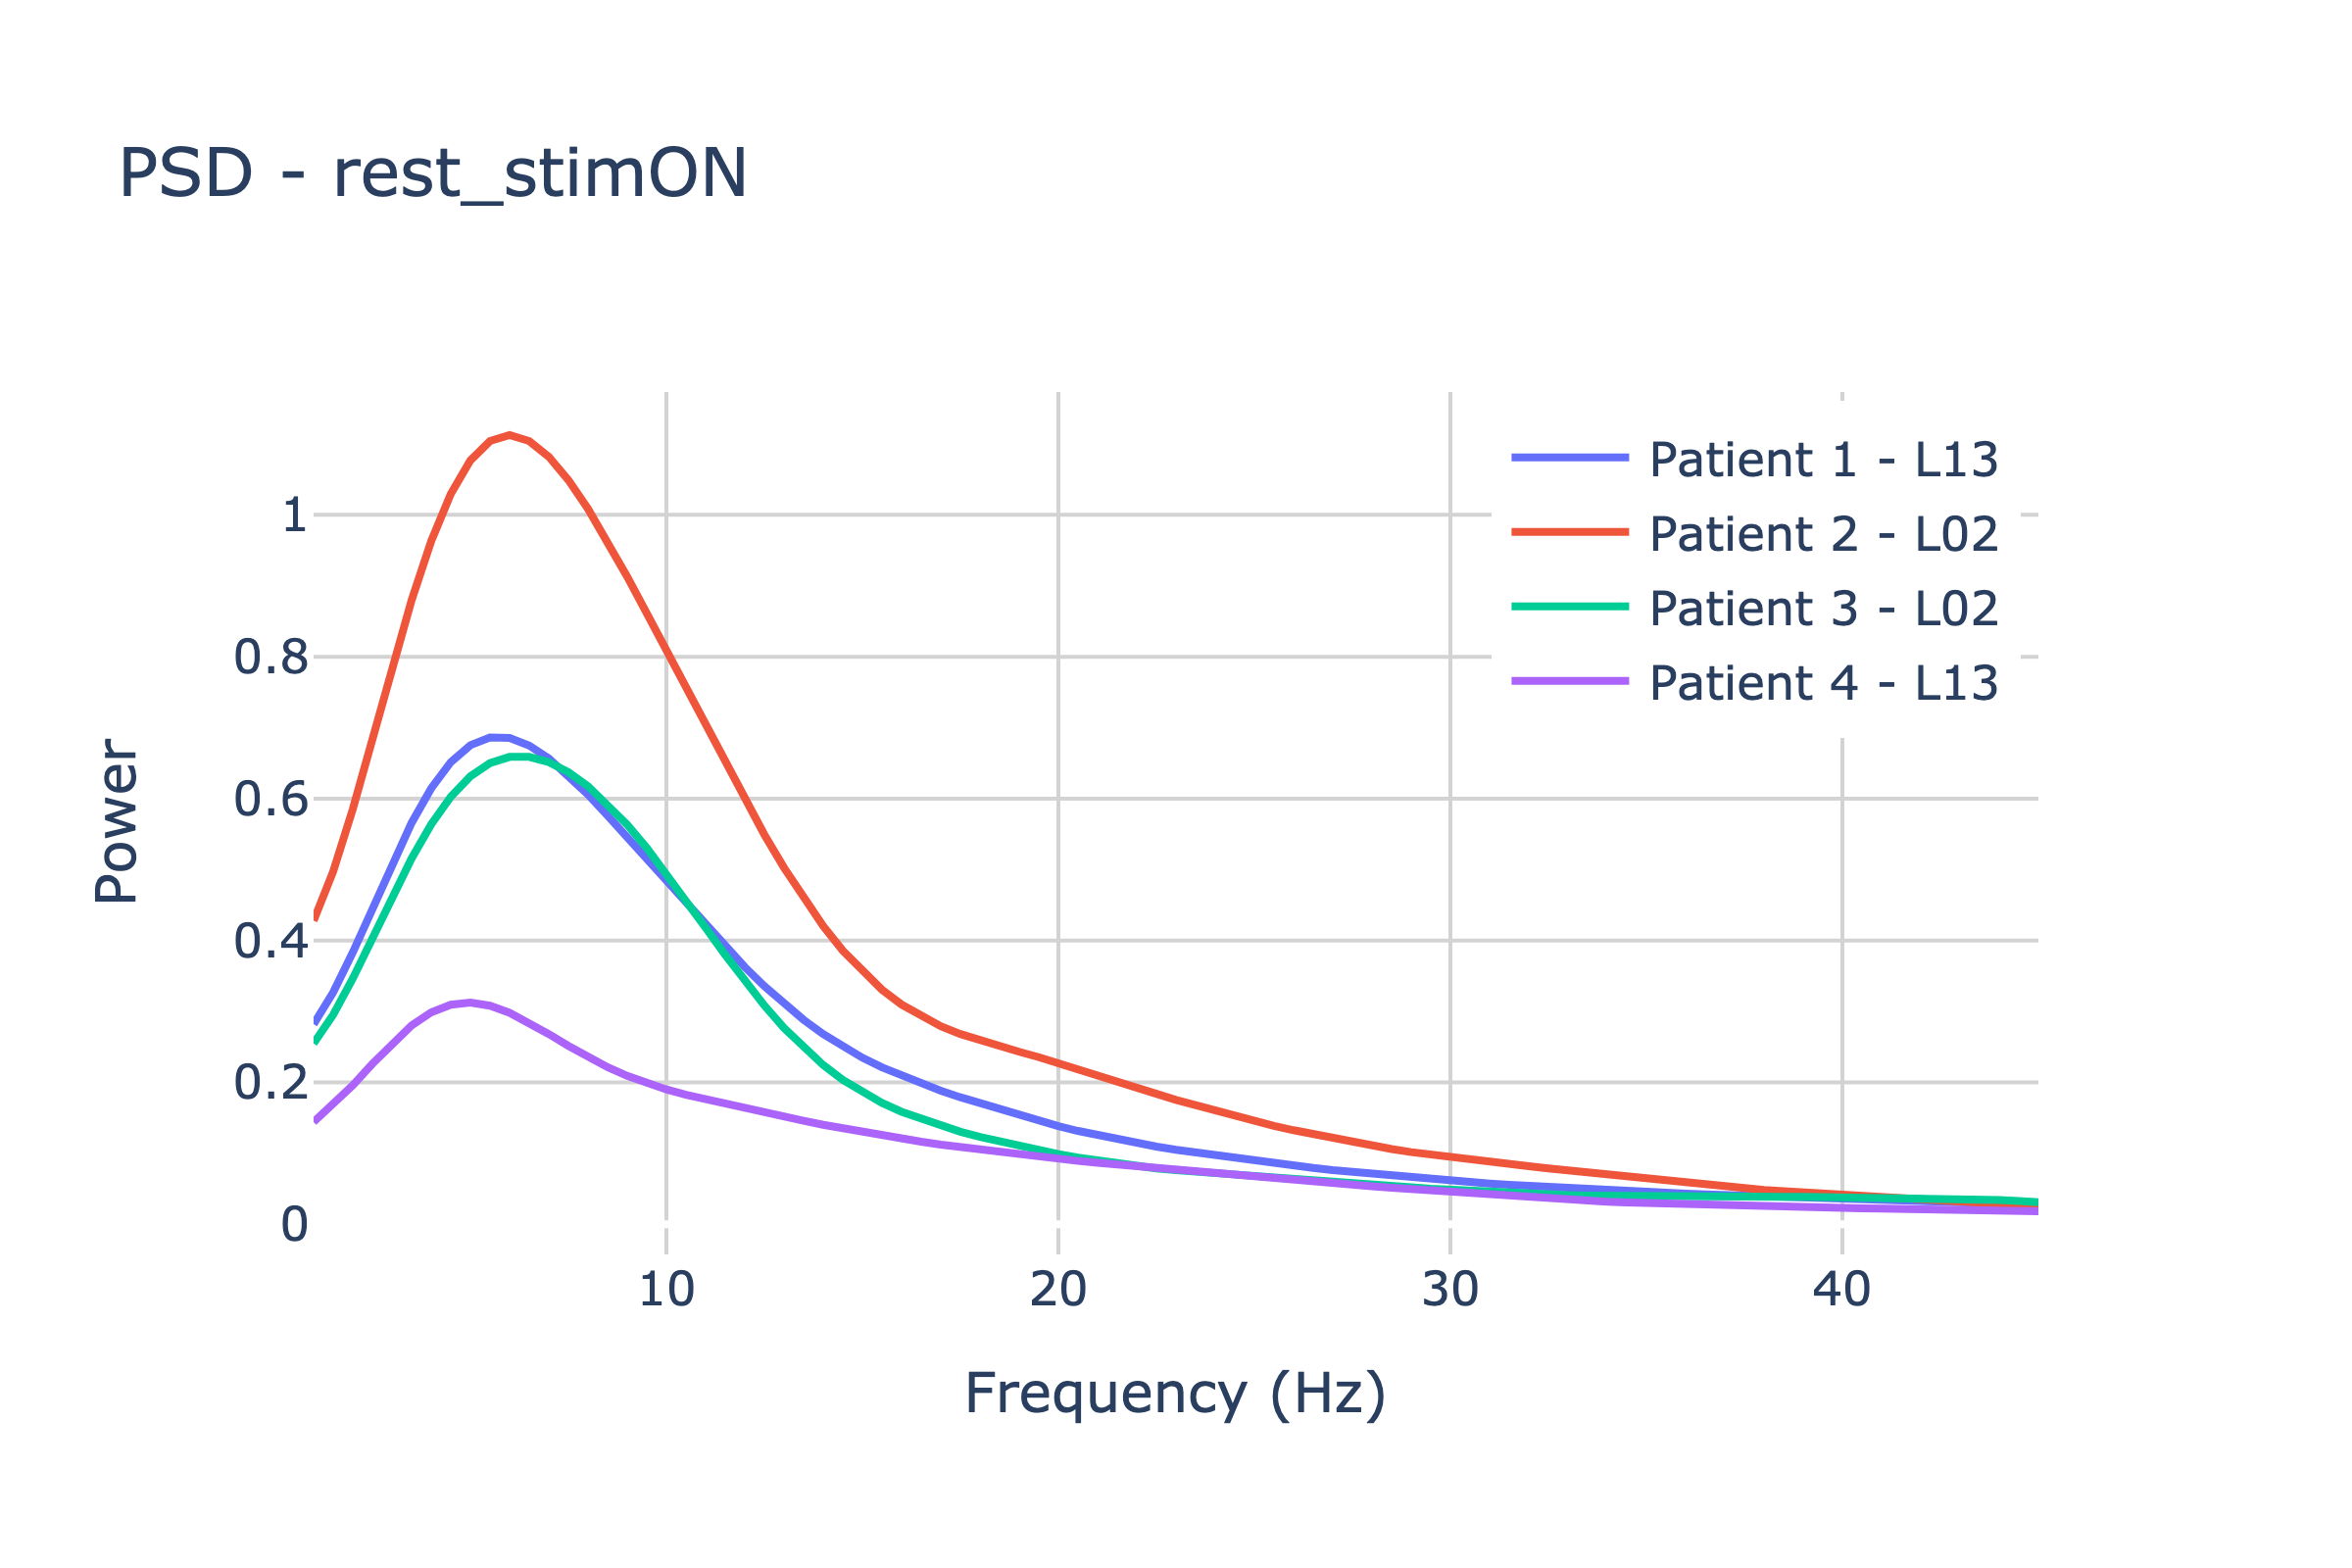 PSD - rest_stimON
Patient 1 - L13
Patient 2 - L02
Patient 3 - L02
Patient 4 - L13
1
0.8
0.6
0.4
0.2
0
Power
10 20 30 40
Frequency (Hz)